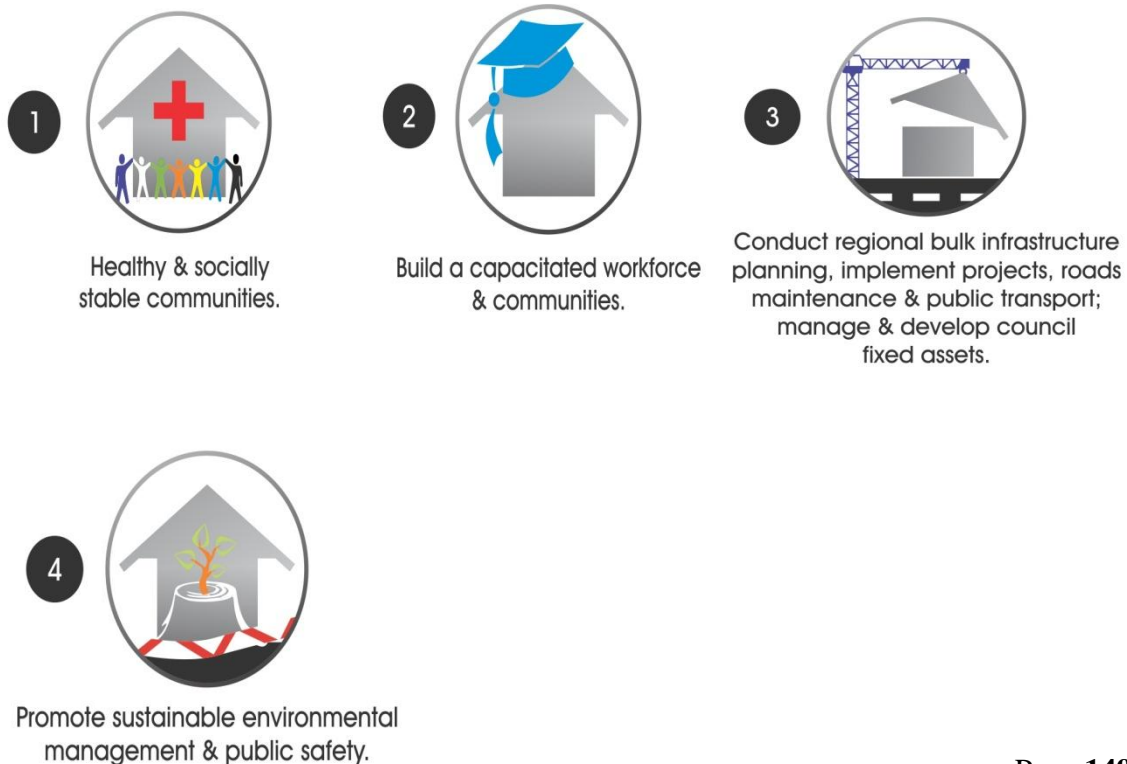 1
Healthy & socially
stable communities.
2
Build a capacitated workforce
& communities.
3
Conduct regional bulk infrastructure
planning, implement projects, roads
maintenance & public transport;
manage & develop council
fixed assets.
4
Promote sustainable environmental
management & public safety.